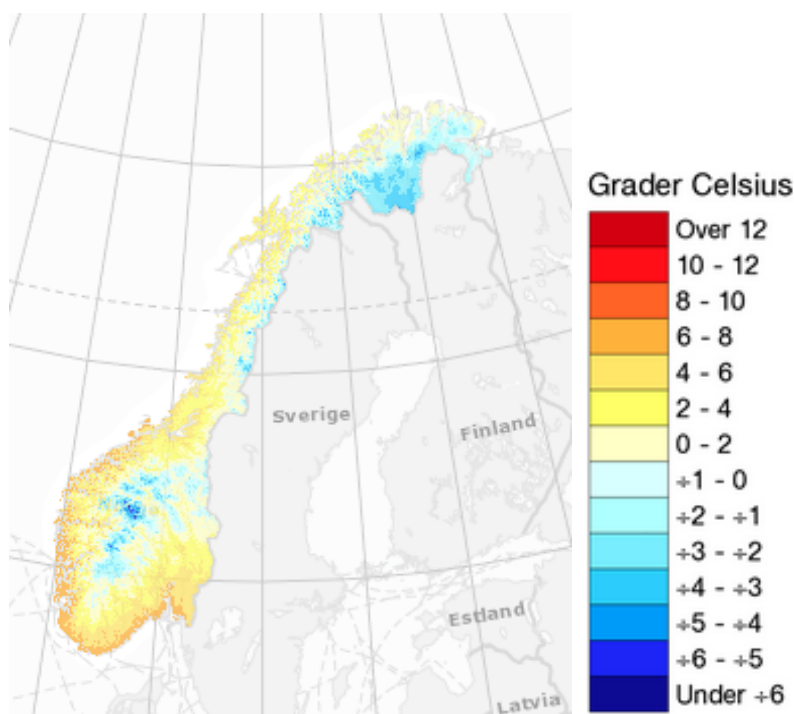 Grader Celsius
Over 12
10 - 12
8 - 10
6 - 8
4 - 6
2 - 4
0 - 2
÷1 - 0
÷2 - ÷1
÷3 - ÷2
÷4 - ÷3
÷5 - ÷4
÷6 - ÷5
Under ÷6
Sverige
Finland
Estland
Latvia